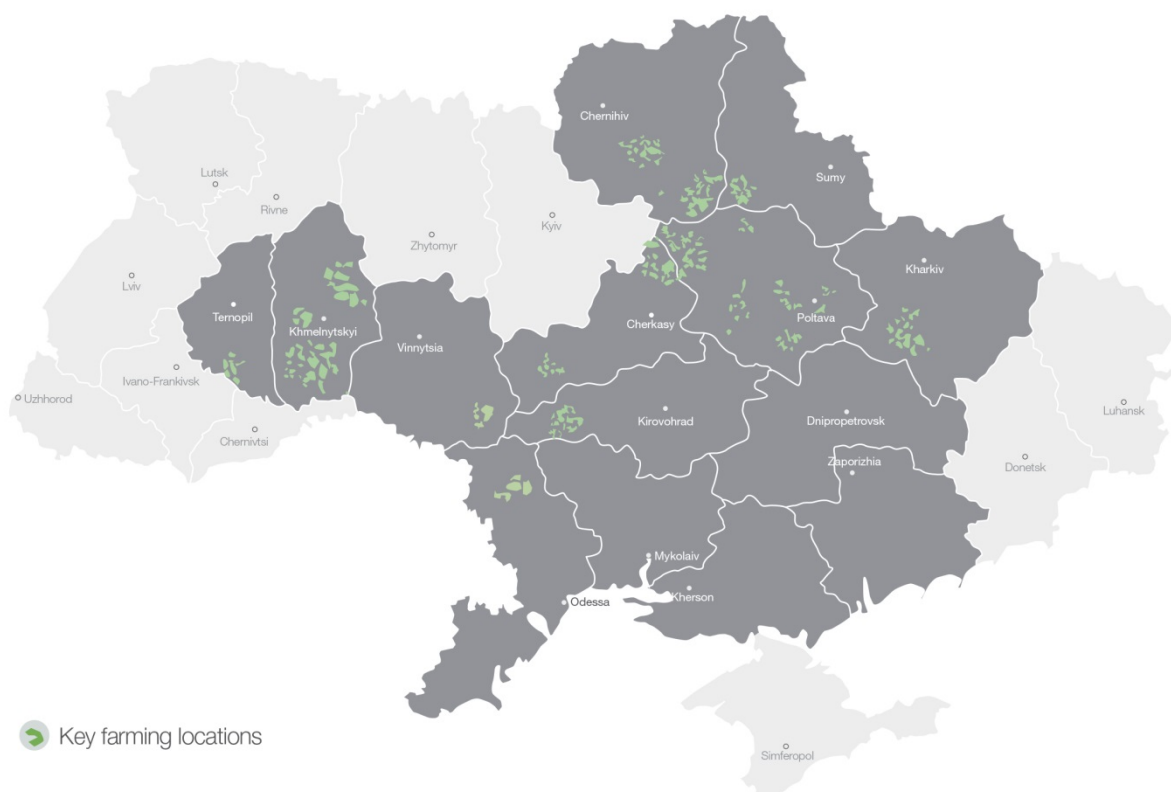 Chernihiv
Sumy
Lutsk
Rivne
Kyiv
Zhytomyr
Kharkiv
Lviv
Ternopil
Khmelnytskyi
Cherkasy
Poltava
Vinnytsia
Ivano-Frankivsk
Uzhhorod
Luhansk
Kirovohrad
Dnipropetrovsk
Chernivtsi
Donetsk
Zaporizhia
Mykolaiv
Kherson
Odessa
Key farming locations
Simferopol